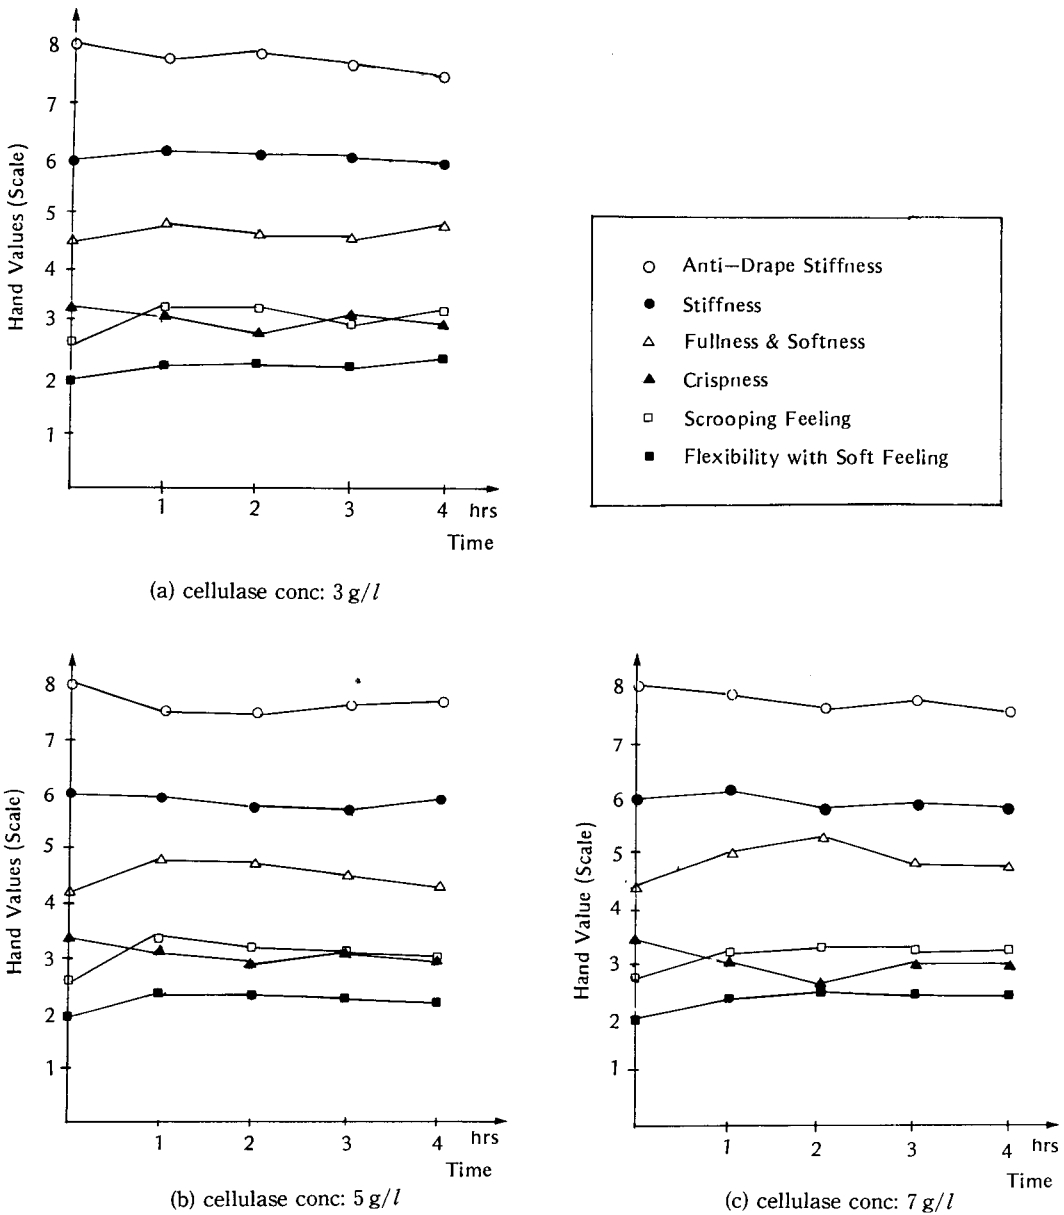 8
7
6
5
4
3
2
1
Hand Values (Scale)
1 2 3 4 hrs
Time
(a) cellulase conc: 3 g/l
Anti–Drape Stiffness
Stiffness
Fullness & Softness
Crispness
Scrooping Feeling
Flexibility with Soft Feeling
8
7
6
5
4
3
2
1
Hand Values (Scale)
1 2 3 4 hrs
Time
(b) cellulase conc: 5 g/l
8
7
6
5
4
3
2
1
Hand Value (Scale)
1 2 3 4 hrs
Time
(c) cellulase conc: 7 g/l